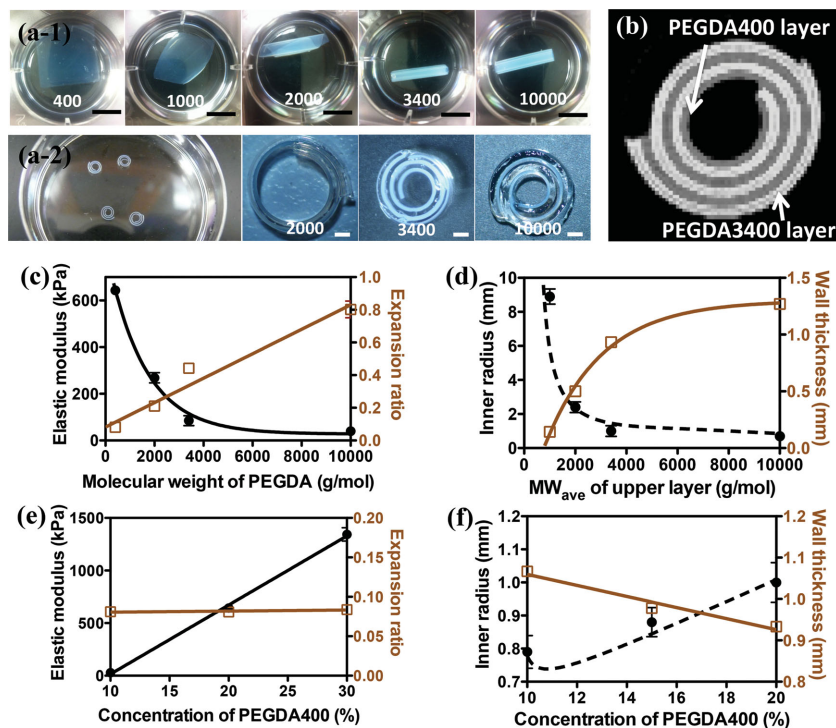 (a-1)
400
1000
2000
3400
10000
(a-2)
2000
3400
10000
(b)
PEGDA400 layer
PEGDA3400 layer
(c)
Elastic modulus (kPa)
600
400
200
0
0 2000 4000 6000 8000 10000
Molecular weight of PEGDA (g/mol)
1.0
0.8
0.6
0.4
0.2
0.0
Expansion ratio
(d)
Inner radius (mm)
10
8
6
4
2
0
0 2000 4000 6000 8000 10000
MWave of upper layer (g/mol)
1.5
1.0
0.5
0.0
Wall thickness (mm)
(e)
Elastic modulus (kPa)
1500
1000
500
0
10 15 20 25 30
Concentration of PEGDA400 (%)
0.20
0.15
0.10
0.05
0.00
Expansion ratio
(f)
Inner radius (mm)
1.2
1.1
1.0
0.9
0.8
0.7
10 12 14 16 18 20
Concentration of PEGDA400 (%)
1.2
1.1
1.0
0.9
0.8
Wall thickness
(mm)